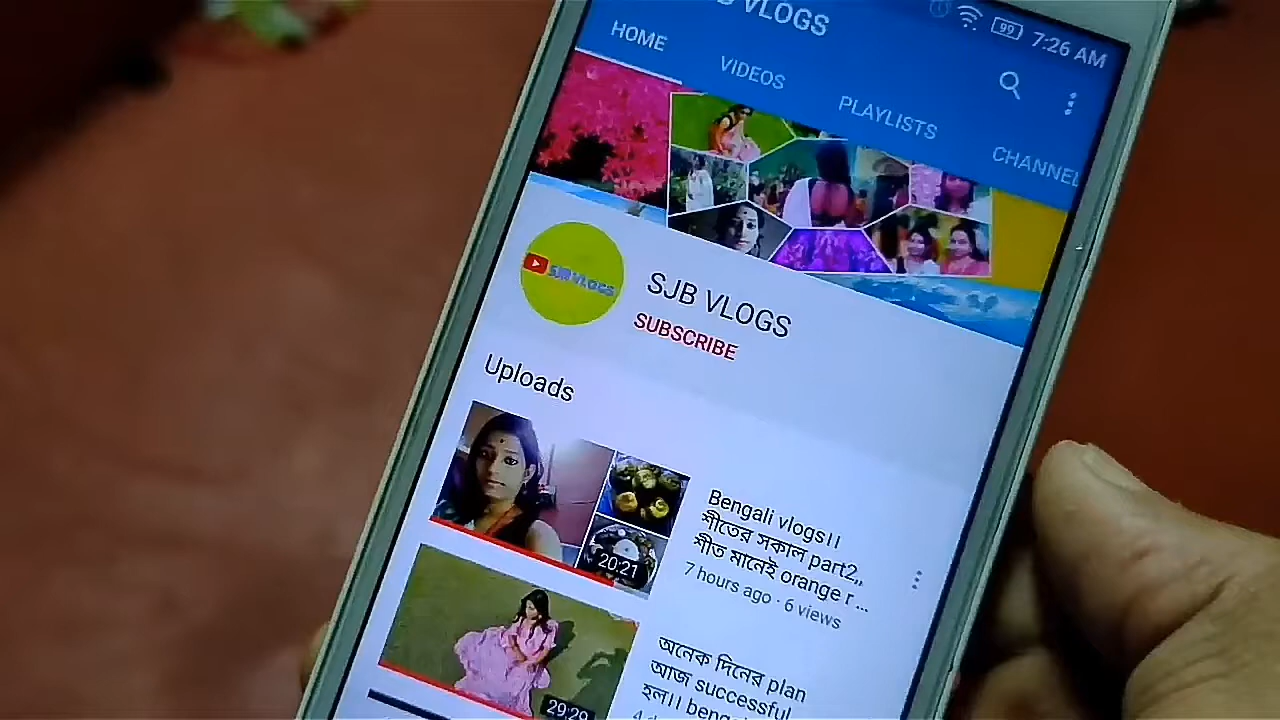 B VLOGS
99 7:26 AM
HOME
VIDEOS
PLAYLISTS
CHANNEL
SJB VLOGS
SJB VLOGS
SUBSCRIBE
Uploads
20:21
Bengali vlogs।।
শীতের সকাল part2,,
শীত মানেই orange r ...
7 hours ago · 6 views
29:29
অনেক দিনের plan
আজ successful
হল।।